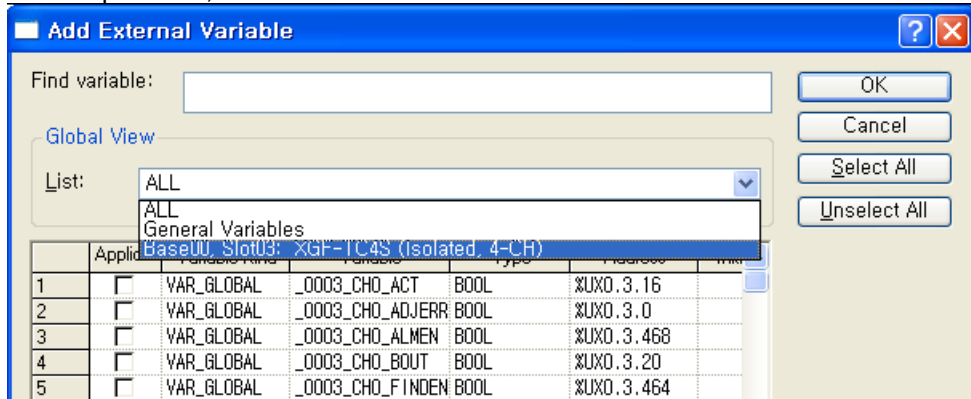 Add External Variable
Find variable:
OK
Cancel
Global View
Select All
List: ALL
Unselect All
ALL
General Variables
Base00, Slot03: XGF-TC4S (Isolated, 4-CH)
1 VAR_GLOBAL _0003_CH0_ACT BOOL %UX0.3.16
2 VAR_GLOBAL _0003_CH0_ADJERR BOOL %UX0.3.0
3 VAR_GLOBAL _0003_CH0_ALMEN BOOL %UX0.3.468
4 VAR_GLOBAL _0003_CH0_BOUT BOOL %UX0.3.20
5 VAR_GLOBAL _0003_CH0_FINDEN BOOL %UX0.3.464